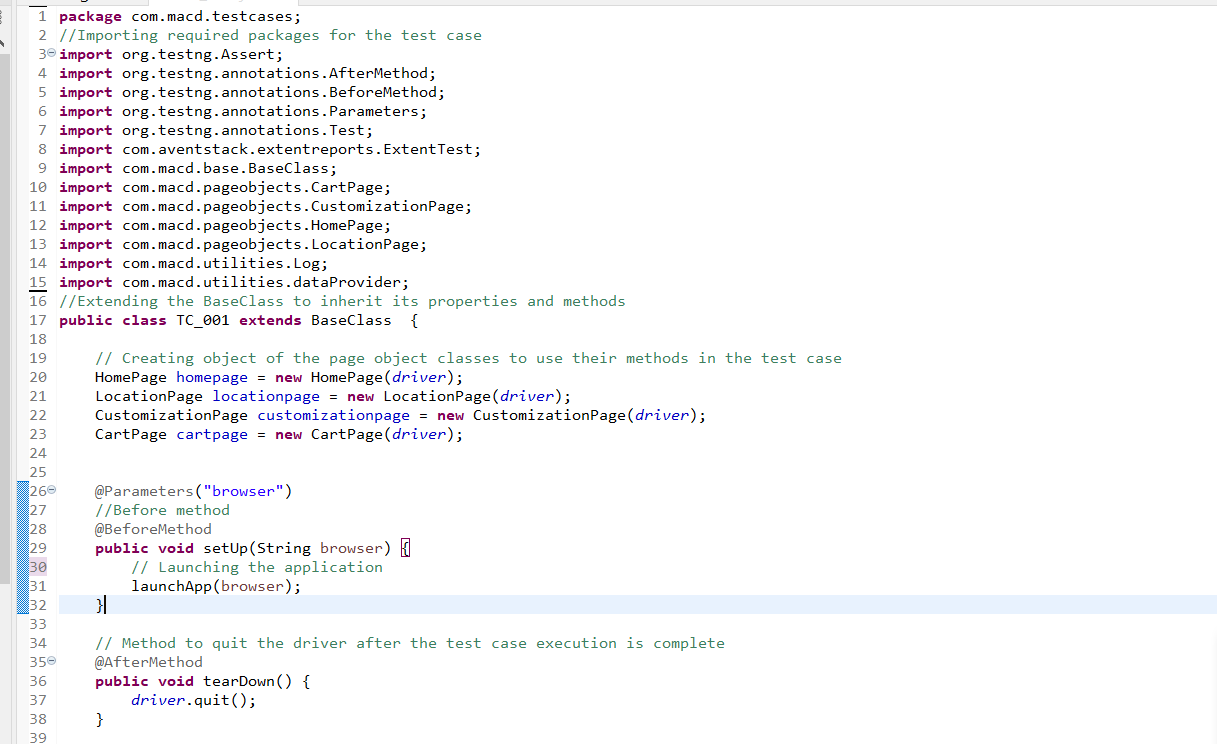 1 package com.macd.testcases;
2 //Importing required packages for the test case
3 import org.testng.Assert;
4 import org.testng.annotations.AfterMethod;
5 import org.testng.annotations.BeforeMethod;
6 import org.testng.annotations.Parameters;
7 import org.testng.annotations.Test;
8 import com.aventstack.extentreports.ExtentTest;
9 import com.macd.base.BaseClass;
10 import com.macd.pageobjects.CartPage;
11 import com.macd.pageobjects.CustomizationPage;
12 import com.macd.pageobjects.HomePage;
13 import com.macd.pageobjects.LocationPage;
14 import com.macd.utilities.Log;
15 import com.macd.utilities.dataProvider;
16 //Extending the BaseClass to inherit its properties and methods
17 public class TC_001 extends BaseClass  {
18
19     // Creating object of the page object classes to use their methods in the test case
20     HomePage homepage = new HomePage(driver);
21     LocationPage locationpage = new LocationPage(driver);
22     CustomizationPage customizationpage = new CustomizationPage(driver);
23     CartPage cartpage = new CartPage(driver);
24
25
26     @Parameters("browser")
27     //Before method
28     @BeforeMethod
29     public void setUp(String browser) {
30         // Launching the application
31         launchApp(browser);
32     }
33
34     // Method to quit the driver after the test case execution is complete
35     @AfterMethod
36     public void tearDown() {
37         driver.quit();
38     }
39